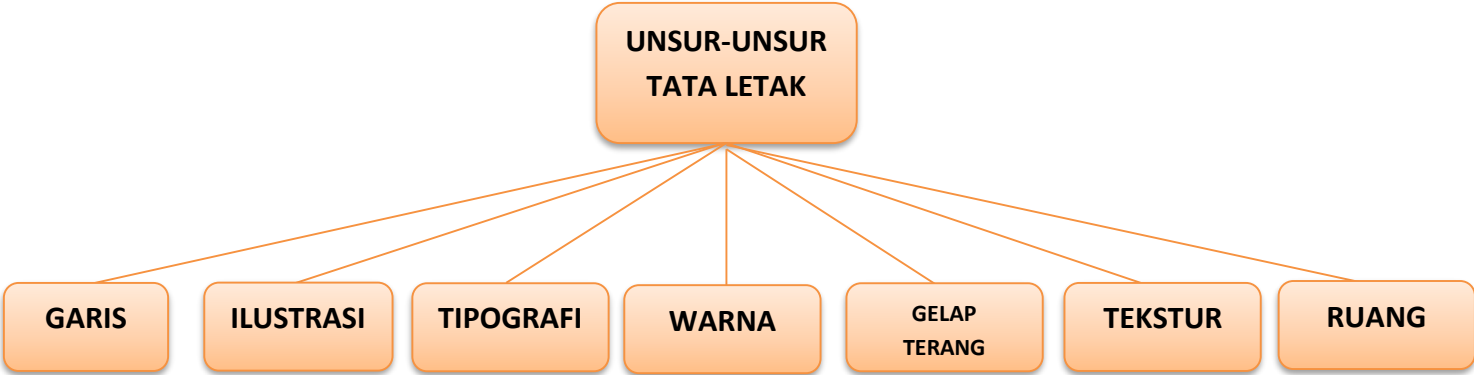 UNSUR-UNSUR
TATA LETAK
GARIS
ILUSTRASI
TIPOGRAFI
WARNA
GELAP
TERANG
TEKSTUR
RUANG